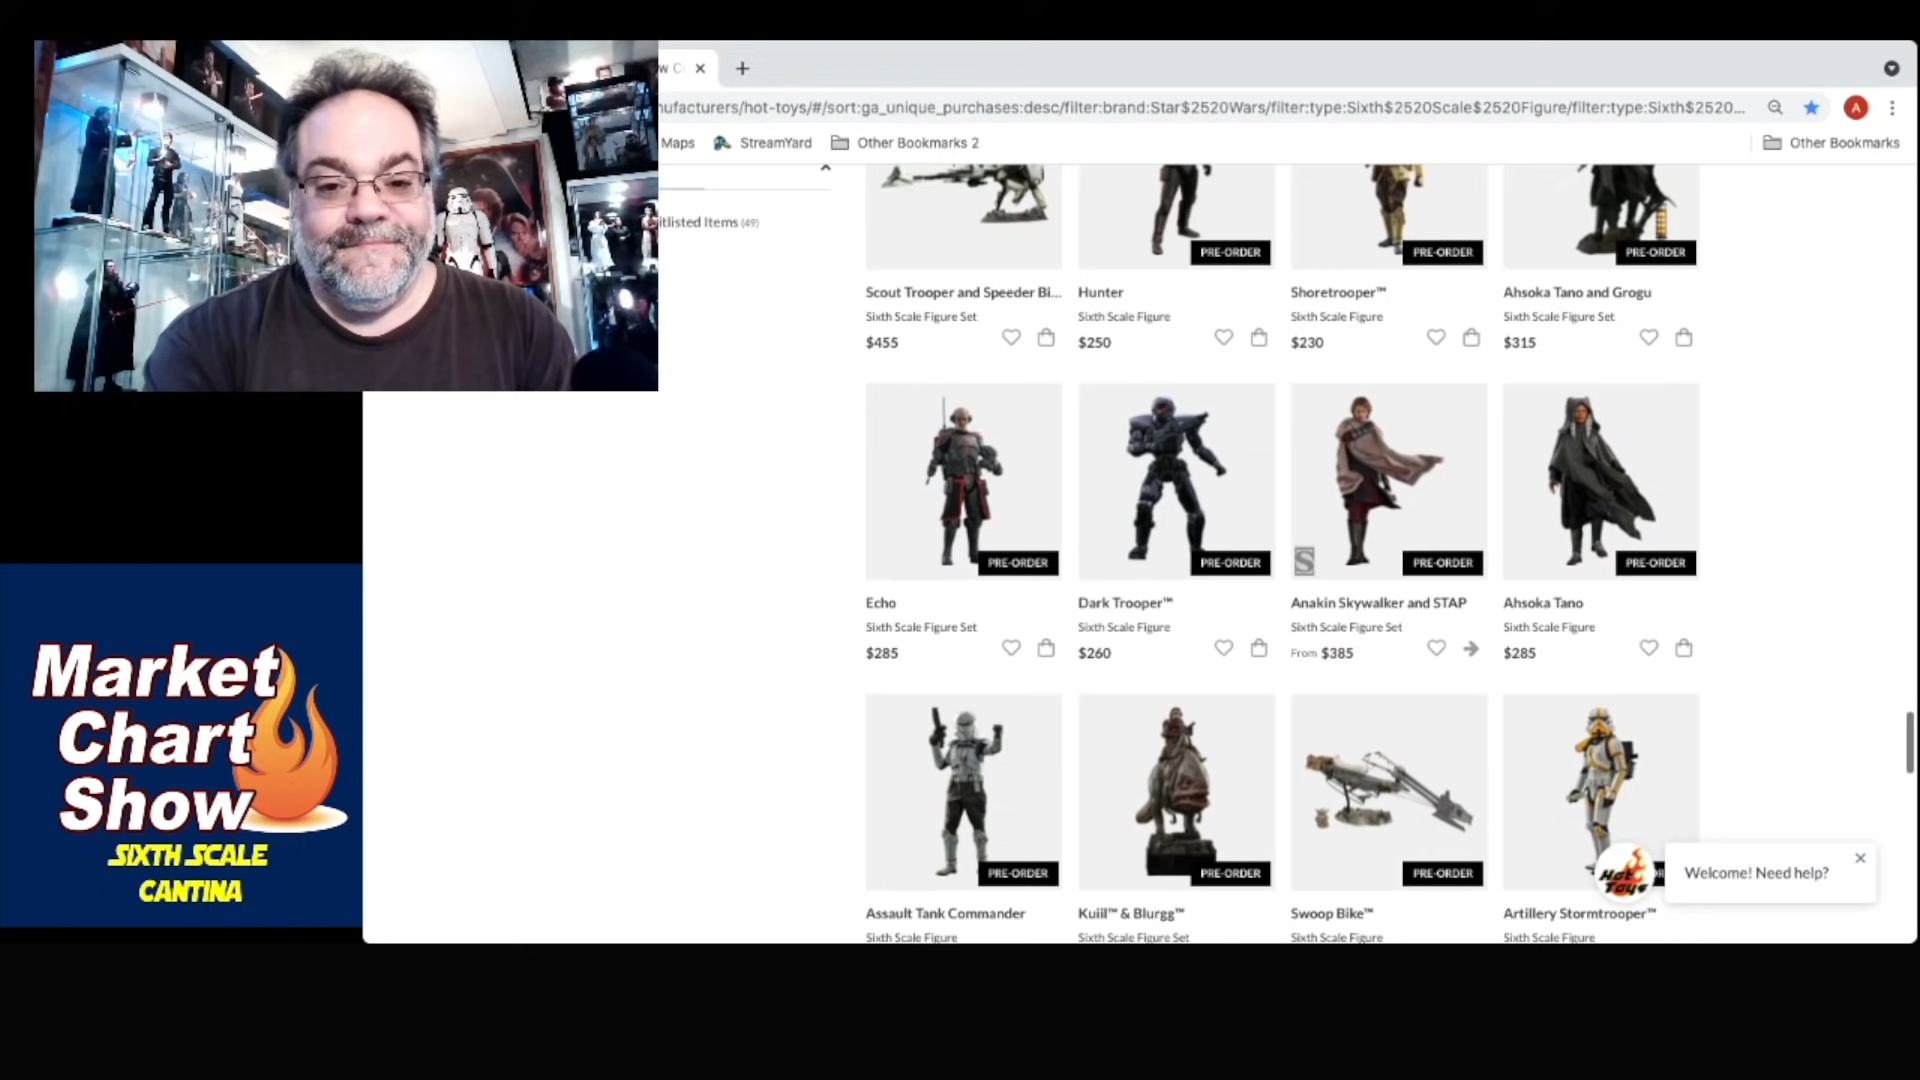 w C
nufacturers/hot-toys/#/sort:ga_unique_purchases:desc/filter:brand:Star$2520Wars/filter:type:Sixth$2520Scale$2520Figure/filter:type:Sixth$2520...
A
Maps StreamYard Other Bookmarks 2 Other Bookmarks
itlisted Items (49)
PRE-ORDER PRE-ORDER PRE-ORDER
Scout Trooper and Speeder Bi... Hunter Shoretrooper™ Ahsoka Tano and Grogu
Sixth Scale Figure Set Sixth Scale Figure Sixth Scale Figure Sixth Scale Figure Set
$455 $250 $230 $315
S
PRE-ORDER PRE-ORDER PRE-ORDER PRE-ORDER
Echo Dark Trooper™ Anakin Skywalker and STAP Ahsoka Tano
Sixth Scale Figure Set Sixth Scale Figure Sixth Scale Figure Set Sixth Scale Figure
$285 $260 From $385 $285
PRE-ORDER PRE-ORDER PRE-ORDER
Hot Toys
Welcome! Need help?
Assault Tank Commander Kuiil™ & Blurgg™ Swoop Bike™ Artillery Stormtrooper™
Sixth Scale Figure Sixth Scale Figure Set Sixth Scale Figure Sixth Scale Figure
Market
Chart
Show
SIXTH SCALE
CANTINA